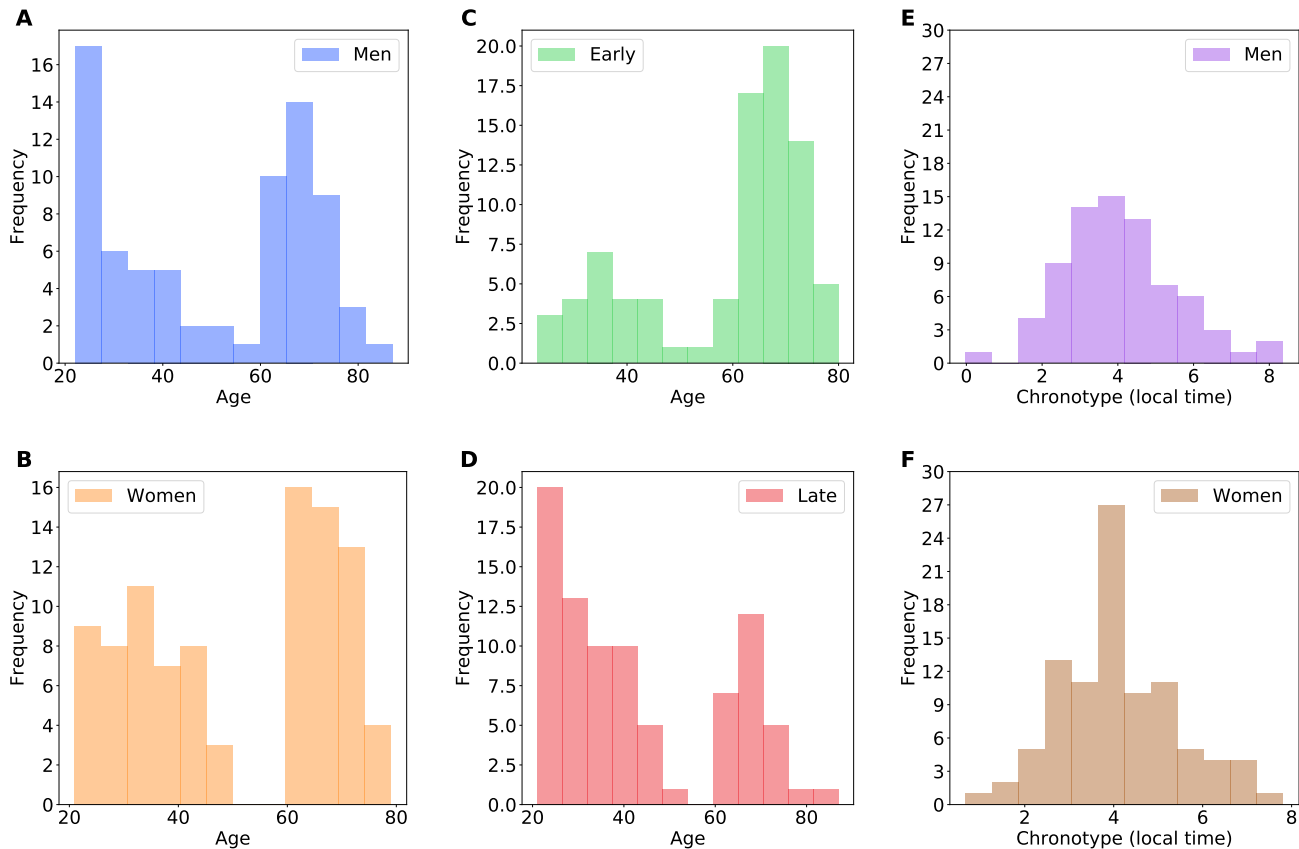 A
Men
16
14
12
10
8
6
4
2
0
Frequency
20 40 60 80
Age
C
Early
20.0
17.5
15.0
12.5
10.0
7.5
5.0
2.5
0.0
Frequency
40 60 80
Age
E
Men
30
27
24
21
18
15
12
9
6
3
0
Frequency
0 2 4 6 8
Chronotype (local time)
B
Women
16
14
12
10
8
6
4
2
0
Frequency
20 40 60 80
Age
D
Late
20.0
17.5
15.0
12.5
10.0
7.5
5.0
2.5
0.0
Frequency
20 40 60 80
Age
F
Women
30
27
24
21
18
15
12
9
6
3
0
Frequency
2 4 6 8
Chronotype (local time)